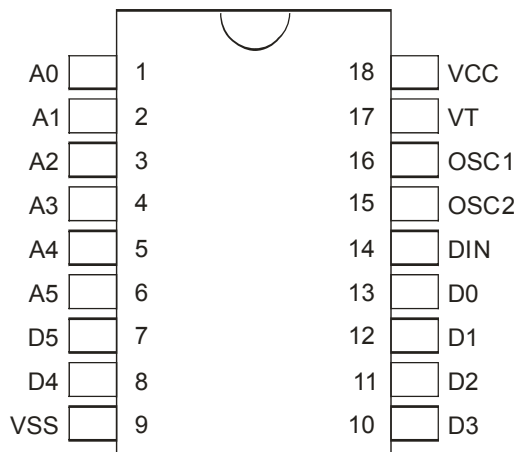 A0 1 18 VCC
A1 2 17 VT
A2 3 16 OSC1
A3 4 15 OSC2
A4 5 14 DIN
A5 6 13 D0
D5 7 12 D1
D4 8 11 D2
VSS 9 10 D3